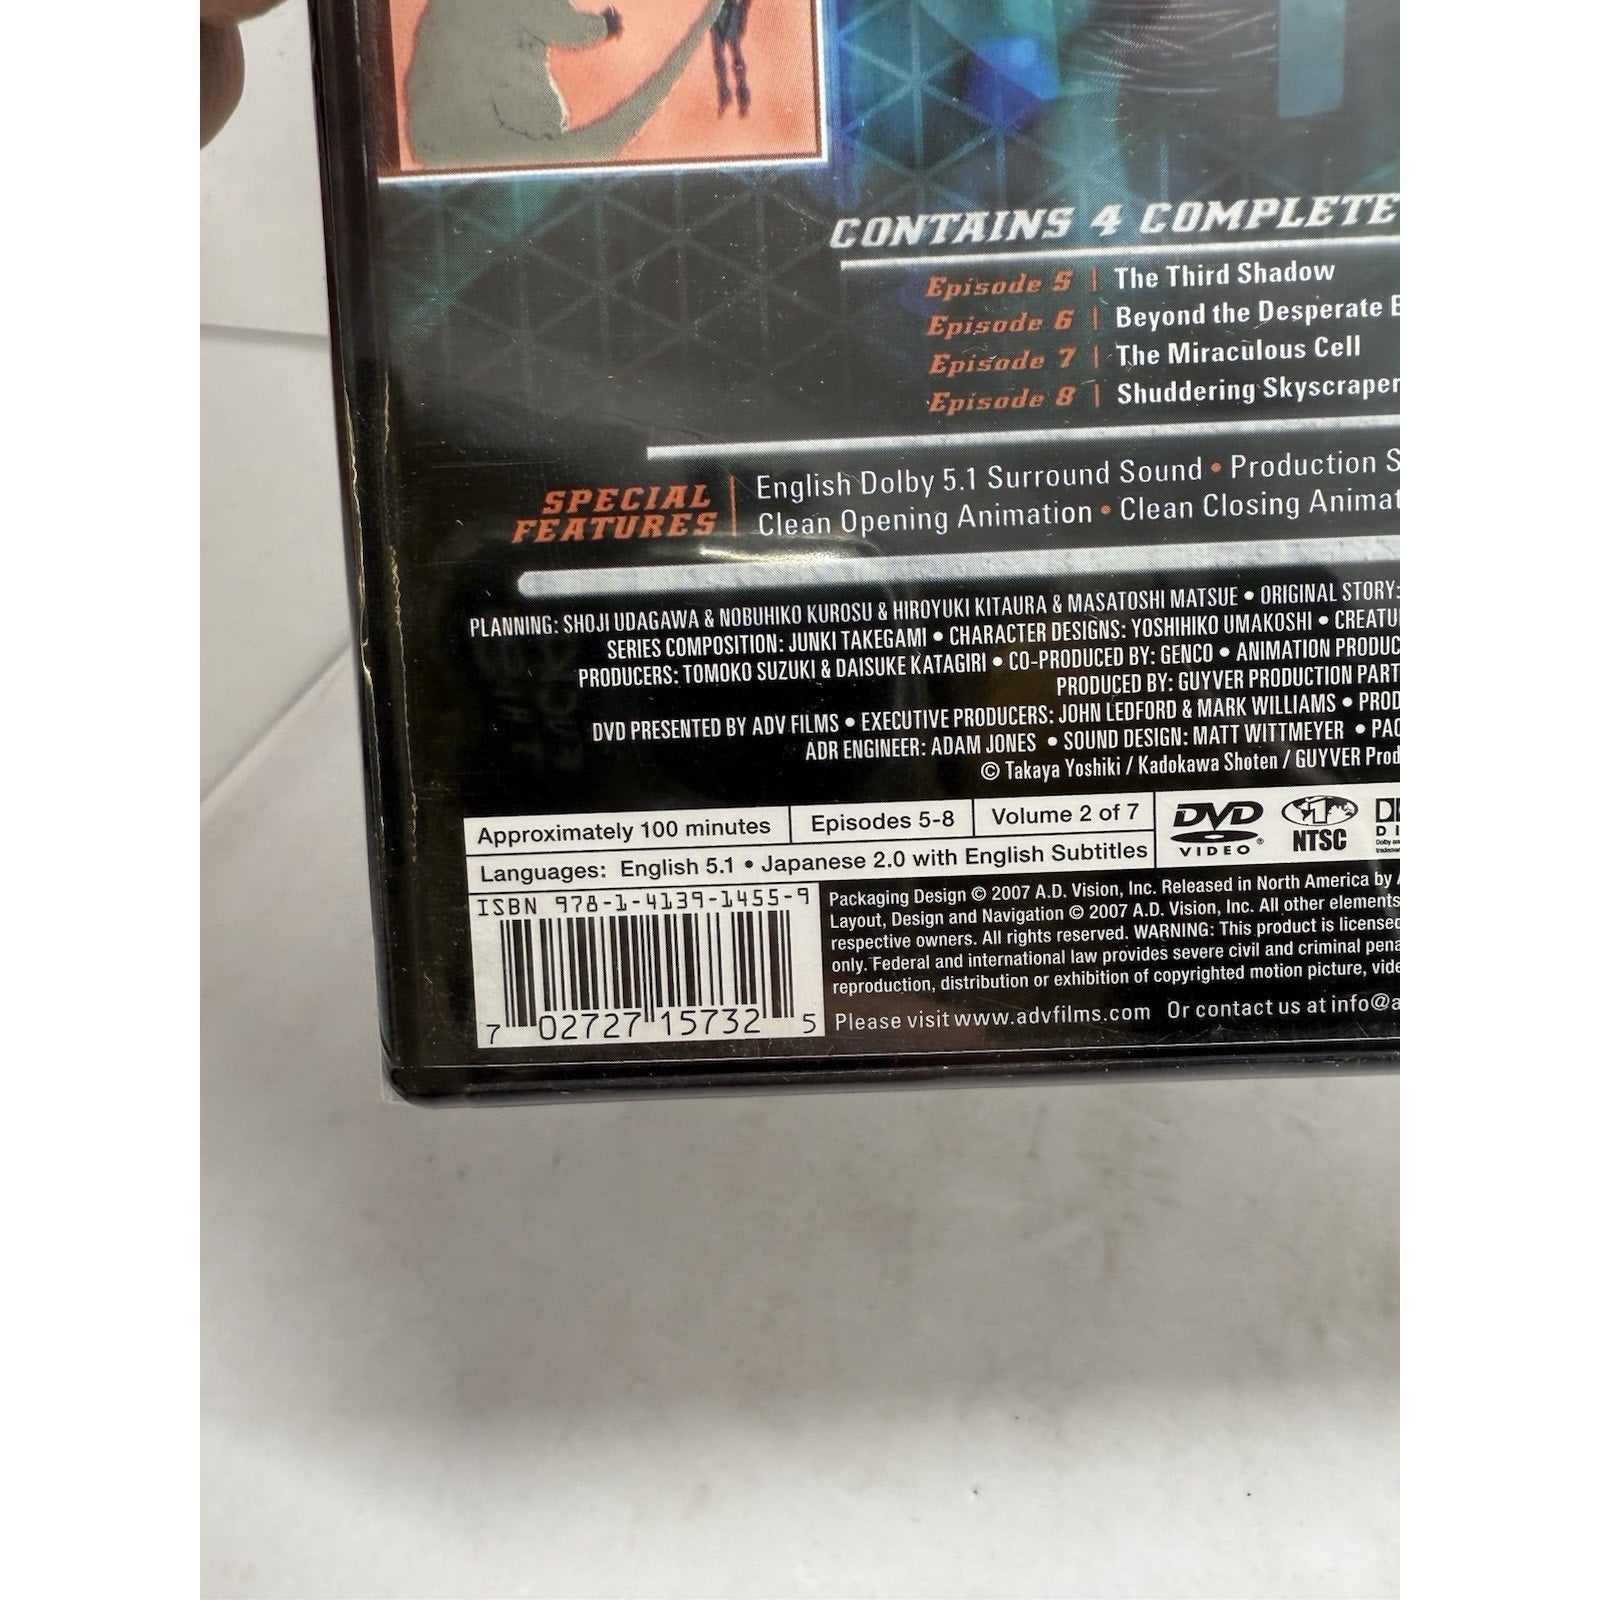 CONTAINS 4 COMPLETE
Episode 5 | The Third Shadow
Episode 6 | Beyond the Desperate
Episode 7 | The Miraculous Cell
Episode 8 | Shuddering Skyscraper
SPECIAL FEATURES | English Dolby 5.1 Surround Sound • Production
Clean Opening Animation • Clean Closing
PLANNING: SHOJI UDAGAWA & NOBUHIKO KUROSU & HIROYUKI KITAURA & MASATOSHI MATSUE • ORIGINAL STORY:
SERIES COMPOSITION: JUNKI TAKEGAMI • CHARACTER DESIGNS: YOSHIHIKO UMAKOSHI •
PRODUCERS: TOMOKO SUZUKI & DAISUKE KATAGIRI • CO-PRODUCED BY: GENCO • ANIMATION
PRODUCED BY: GUYVER PRODUCTION
DVD PRESENTED BY ADV FILMS • EXECUTIVE PRODUCERS: JOHN LEDFORD & MARK WILLIAMS •
ADR ENGINEER: ADAM JONES • SOUND DESIGN: MATT WITTMEYER •
© Takaya Yoshiki / Kadokawa Shoten / GUYVER
Approximately 100 minutes | Episodes 5-8 | Volume 2 of 7
Languages: English 5.1 • Japanese 2.0 with English Subtitles
DVD VIDEO ®
NTSC
ISBN 978-1-4139-1455-9
7 02727 15732 5
Packaging Design © 2007 A.D. Vision, Inc. Released in North America by
Layout, Design and Navigation © 2007 A.D. Vision, Inc. All other elements
respective owners. All rights reserved. WARNING: This product is licensed
only. Federal and international law provides severe civil and criminal
reproduction, distribution or exhibition of copyrighted motion picture,
Please visit www.advfilms.com Or contact us at info@a